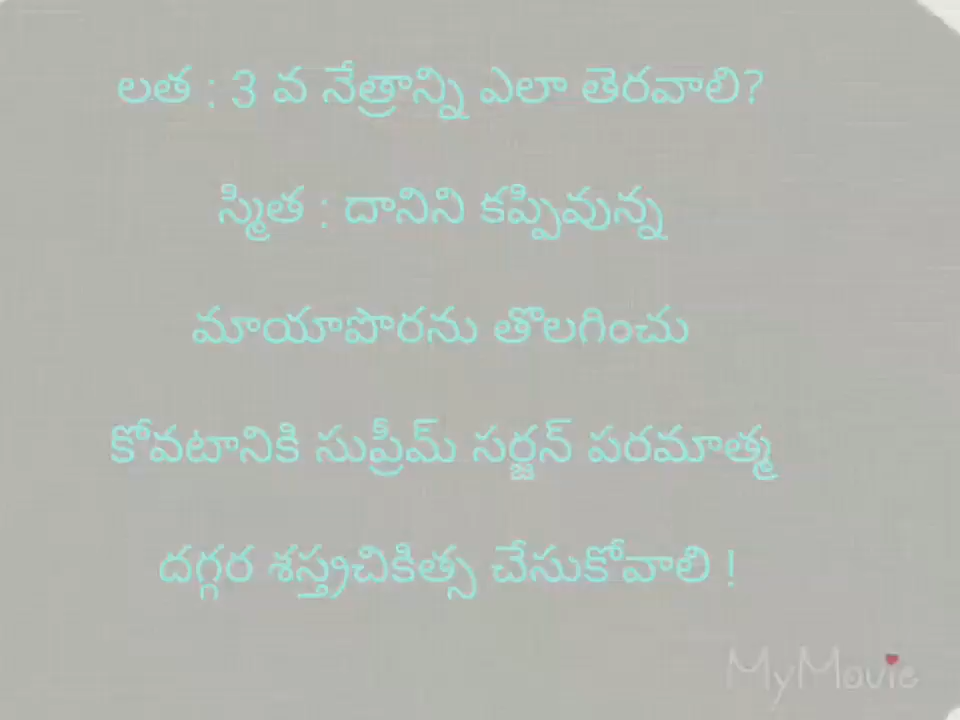 లత : 3 వ నేత్రాన్ని ఎలా తెరవాలి?
స్మిత : దానిని కప్పివున్న
మాయాపొరను తొలగించు
కోవటానికి సుప్రీమ్ సర్జన్ పరమాత్మ
దగ్గర శస్త్రచికిత్స చేసుకోవాలి !
MyMovie